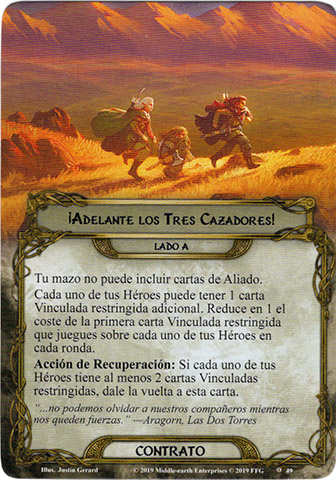 ¡Adelante los Tres Cazadores!
Lado A
Tu mazo no puede incluir cartas de Aliado.
Cada uno de tus Héroes puede tener 1 carta
Vinculada restringida adicional. Reduce en 1 el
coste de la primera carta Vinculada restringida
que juegues sobre cada uno de tus Héroes en
cada ronda.
Acción de Recuperación: Si cada uno de tus
Héroes tiene al menos 2 cartas Vinculadas
restringidas, dale la vuelta a esta carta.
“...no podemos olvidar a nuestros compañeros mientras
nos queden fuerzas.” —Aragorn, Las Dos Torres
Contrato
Illus. Justin Gerard © 2019 Middle-earth Enterprises © 2019 FFG 49